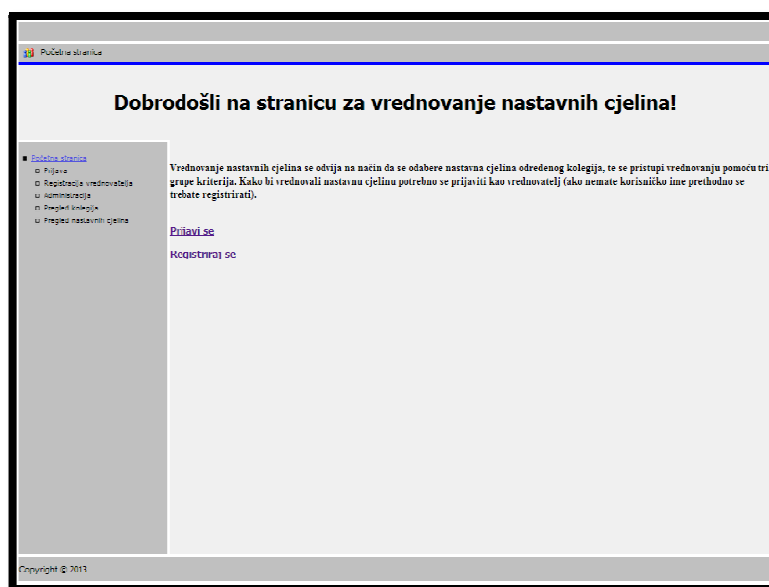 Početna stranica
Dobrodošli na stranicu za vrednovanje nastavnih cjelina!
Početna stranica
Prijava
Registracija vrednovatelja
Administracija
Pregled kolegija
Pregled nastavnih cjelina
Vrednovanje nastavnih cjelina se odvija na način da se odabere nastavna cjelina određenog kolegija, te se pristupi vrednovanju pomoću tri
grupe kriterija. Kako bi vrednovali nastavnu cjelinu potrebno se prijaviti kao vrednovatelj (ako nemate korisničko ime prethodno se
trebate registrirati).
Prijavi se
Registriraj se
Copyright © 2013